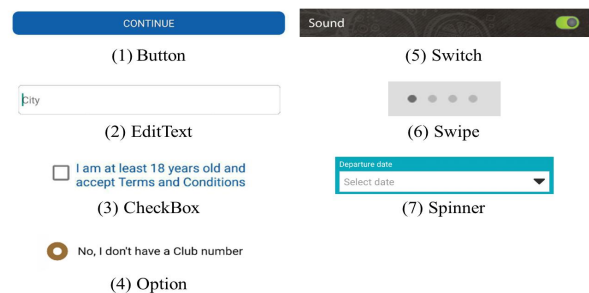 CONTINUE
(1) Button
City
(2) EditText
I am at least 18 years old and
accept Terms and Conditions
(3) CheckBox
No, I don't have a Club number
(4) Option
Sound
(5) Switch
(6) Swipe
Departure date
Select date
(7) Spinner